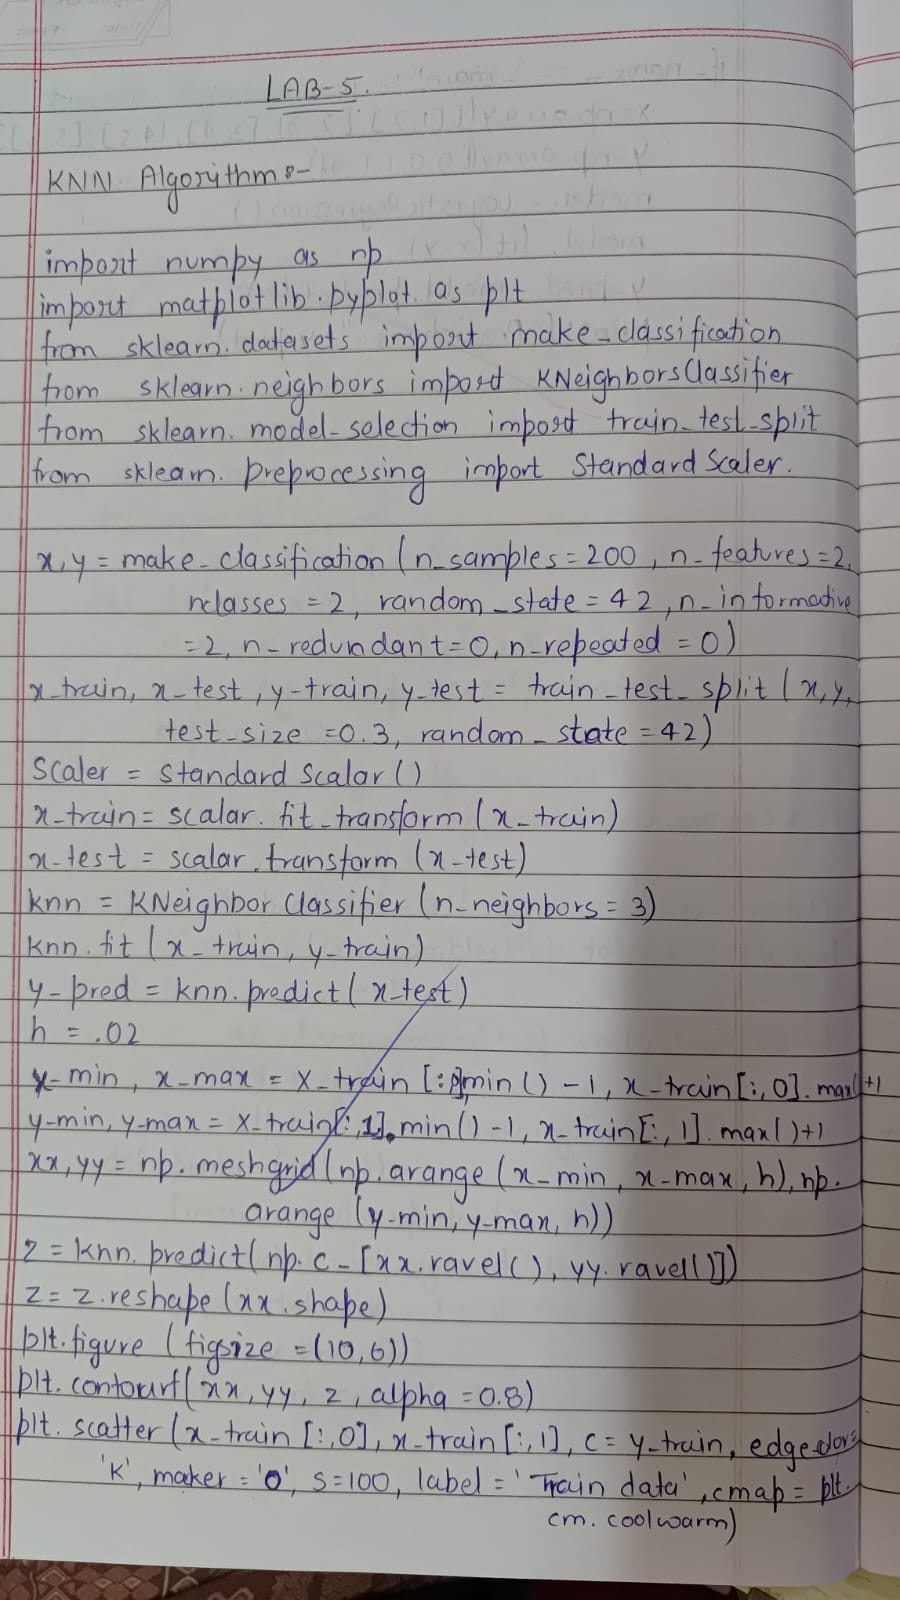 LAB-5.
KNN Algorithm :-
import numpy as np
import matplotlib.pyplot as plt
from sklearn.datasets import make_classification
from sklearn.neighbors import KNeighborsClassifier
from sklearn.model_selection import train_test_split
from sklearn.preprocessing import StandardScaler.
x,y = make_classification (n_samples = 200, n_features = 2,
nclasses = 2, random_state = 42, n_informative
= 2, n_redundant = 0, n_repeated = 0)
x_train, x_test, y_train, y_test = train_test_split (x,y,
test_size = 0.3, random_state = 42)
Scaler = standard Scalar ()
x_train = scalar.fit_transform (x_train)
x_test = scalar.transform (x_test)
knn = KNeighbor Classifier (n_neighbors = 3)
knn.fit (x_train, y_train)
y_pred = knn.predict (x_test)
h = .02
x_min, x_max = X_train [:,0]min () -1, x_train[:, 0].max()+1
y_min, y_max = X_train[:,1].min() -1, x_train[:, 1].max()+1
xx, yy = np.meshgrid (np.arange (x_min, x_max, h), np.
arange (y_min, y_max, h))
z = knn.predict( np.c_[xx.ravel(), yy.ravel()])
z = z.reshape (xx.shape)
plt.figure (figsize = (10,6))
plt.contourf( xx, yy, z, alpha = 0.8)
plt.scatter (x_train [:,0], x_train [:,1], c = y_train, edgecolor=
'K', maker = 'O', s=100, label = 'Train data', cmap = plt.
cm.coolwarm)